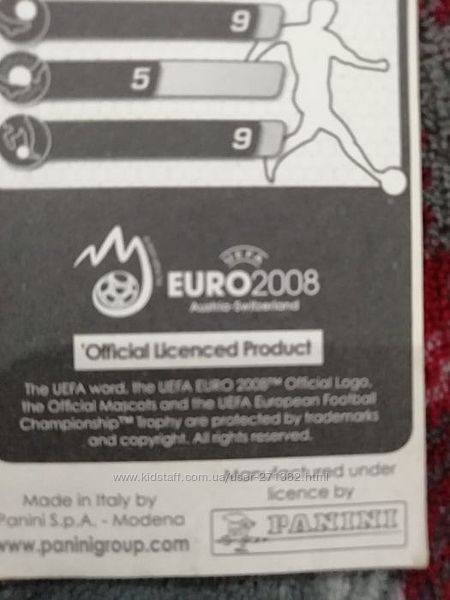 9
5
9
UEFA
EURO2008
Austria-Switzerland
'Official Licenced Product
The UEFA word, the UEFA EURO 2008™ Official Logo,
the Official Mascots and the UEFA European Football
Championship™ Trophy are protected by trademarks
and copyright. All rights reserved.
www.kidstaff.com.ua/user-271382.html
Manufactured under
licence by
PANINI
Made in Italy by
Panini S.p.A. - Modena
www.paninigroup.com